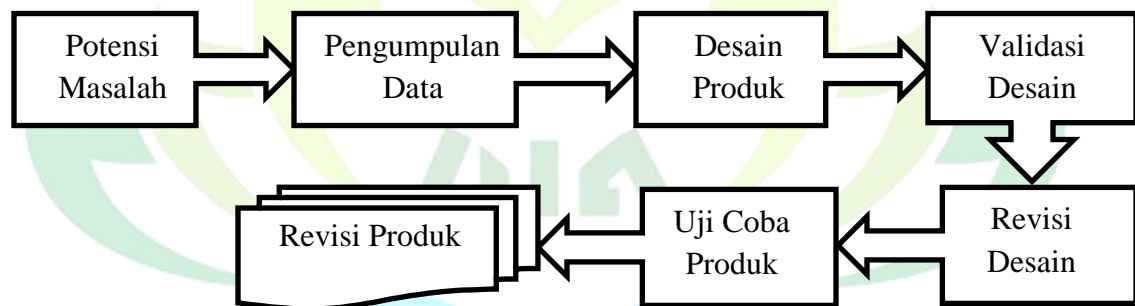 Potensi
Masalah
Pengumpulan
Data
Desain
Produk
Validasi
Desain
Revisi
Desain
Uji Coba
Produk
Revisi Produk